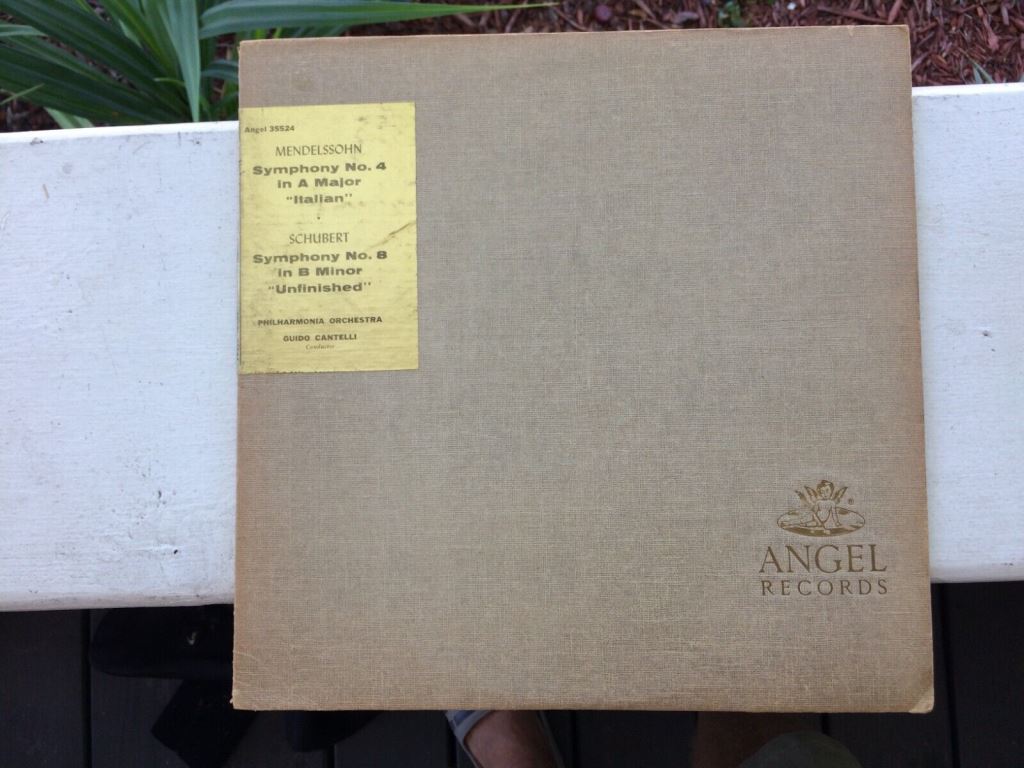 Angel 35524
MENDELSSOHN
Symphony No. 4
in A Major
"Italian"
SCHUBERT
Symphony No. 8
in B Minor
"Unfinished"
PHILHARMONIA ORCHESTRA
GUIDO CANTELLI
Conductor
®
ANGEL
RECORDS